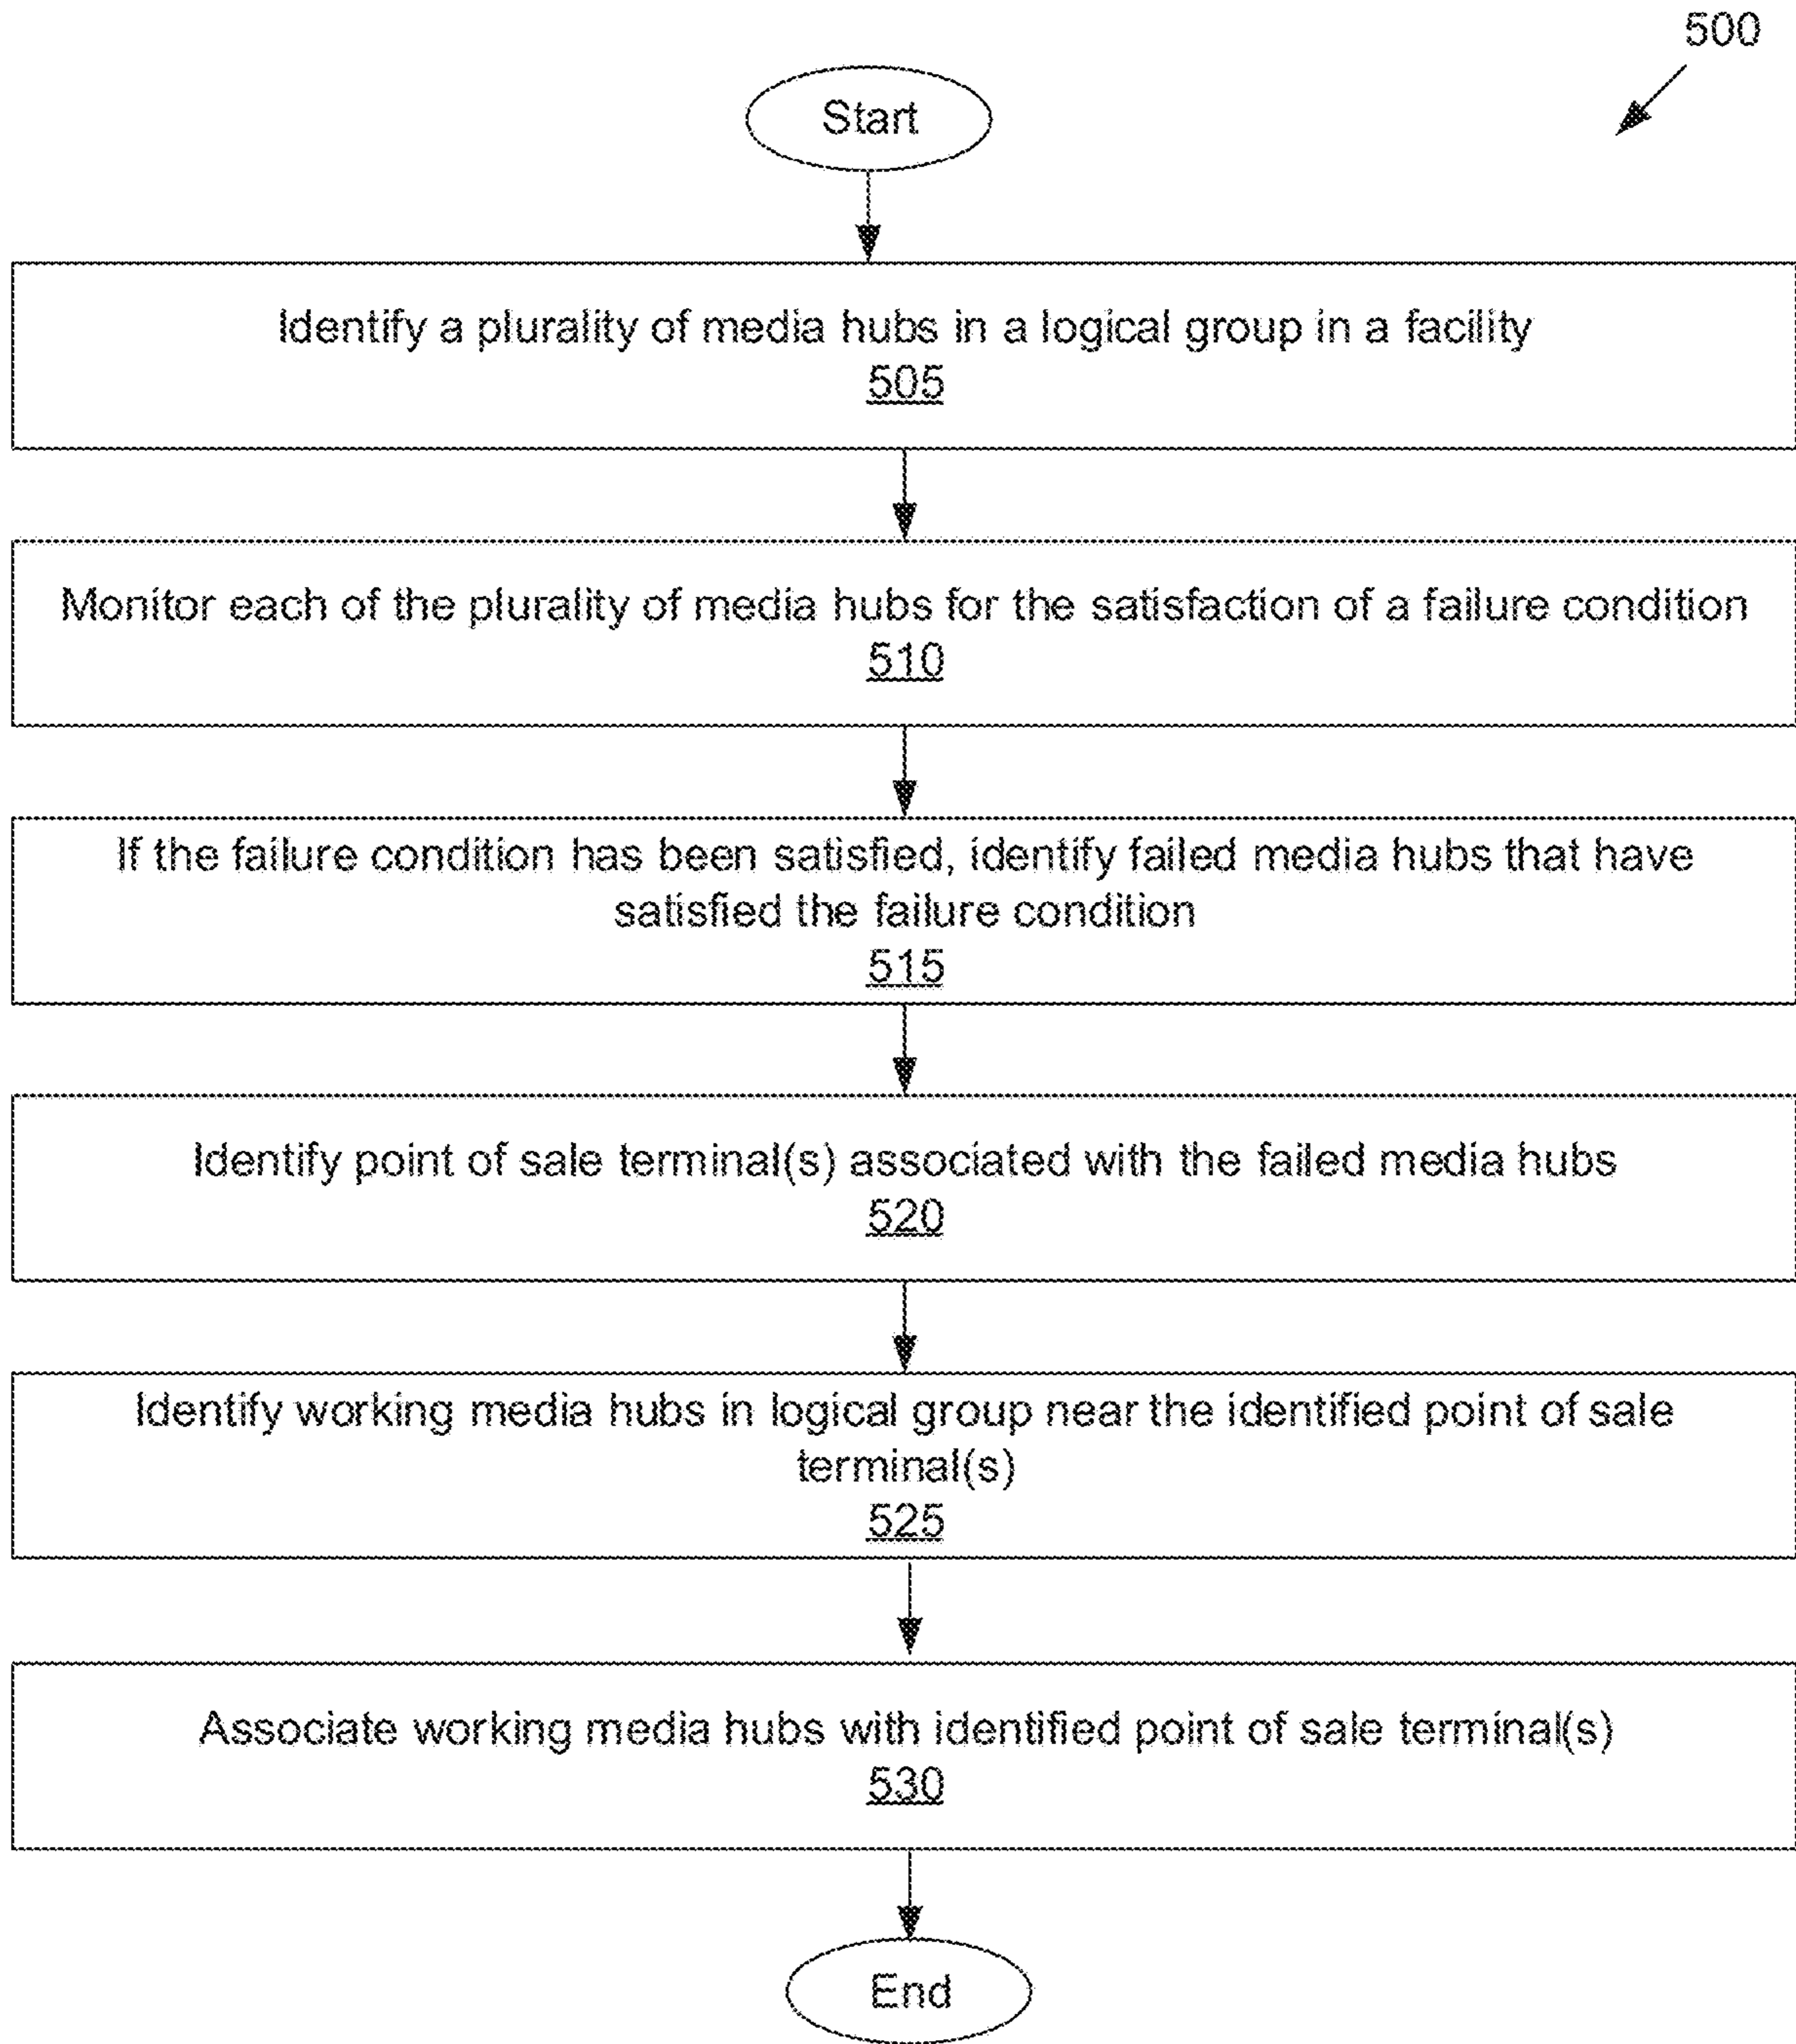 500
Start
Identify a plurality of media hubs in a logical group in a facility
505
Monitor each of the plurality of media hubs for the satisfaction of a failure condition
510
If the failure condition has been satisfied, identify failed media hubs that have
satisfied the failure condition
515
Identify point of sale terminal(s) associated with the failed media hubs
520
Identify working media hubs in logical group near the identified point of sale
terminal(s)
525
Associate working media hubs with identified point of sale terminal(s)
530
End